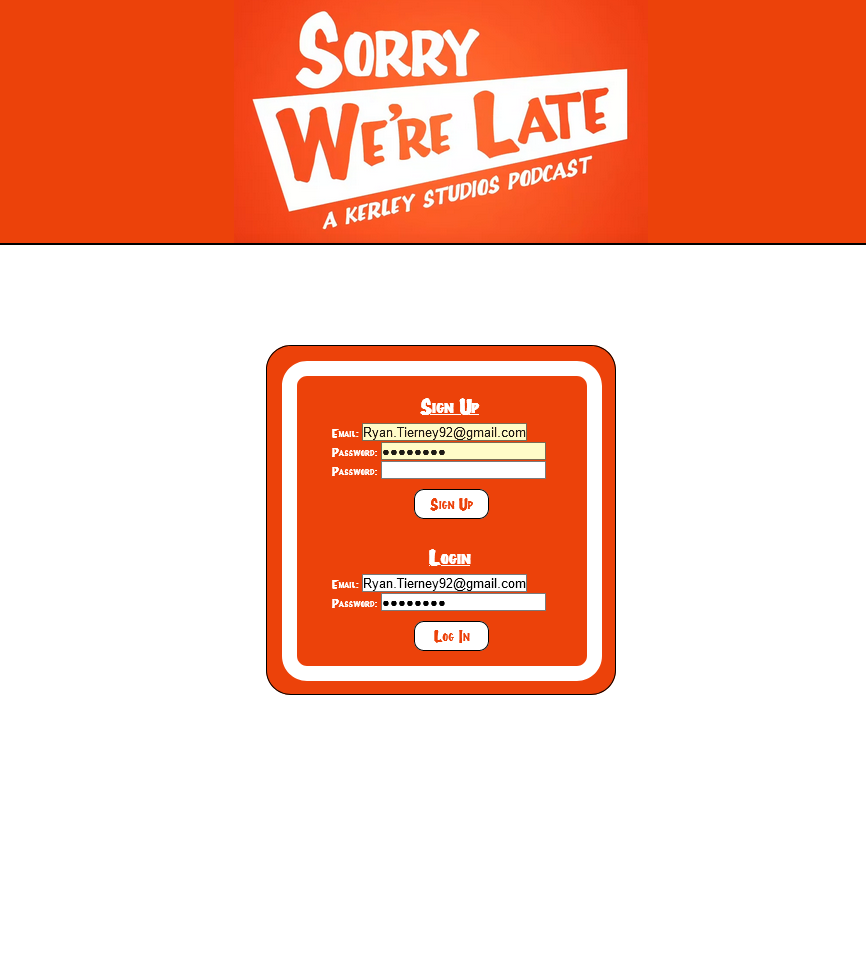 Sorry
We're Late
A Kerley Studios Podcast
Sign Up
Email: Ryan.Tierney92@gmail.com
Password: ●●●●●●●●
Password:
Sign Up
Login
Email: Ryan.Tierney92@gmail.com
Password: ●●●●●●●●
Log In